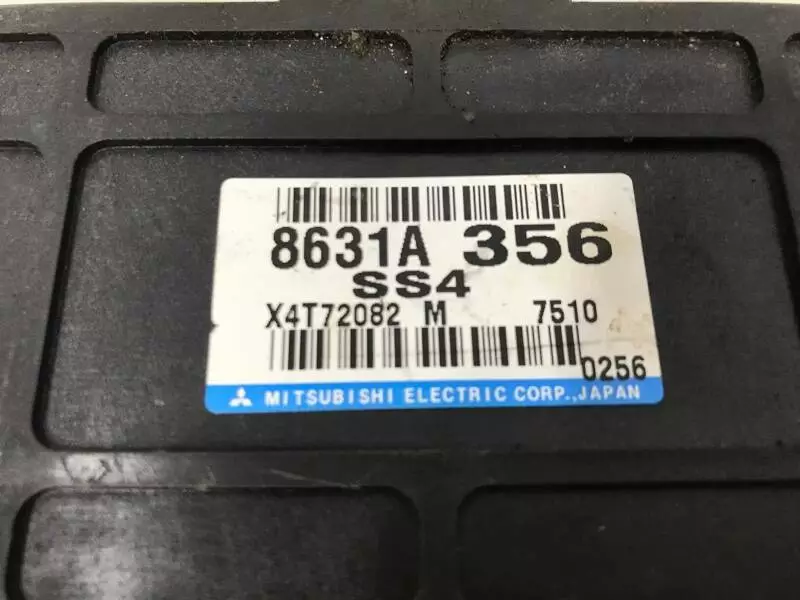 8631A 356
SS4
X4T72082 M 7510
0256
MITSUBISHI ELECTRIC CORP.,JAPAN